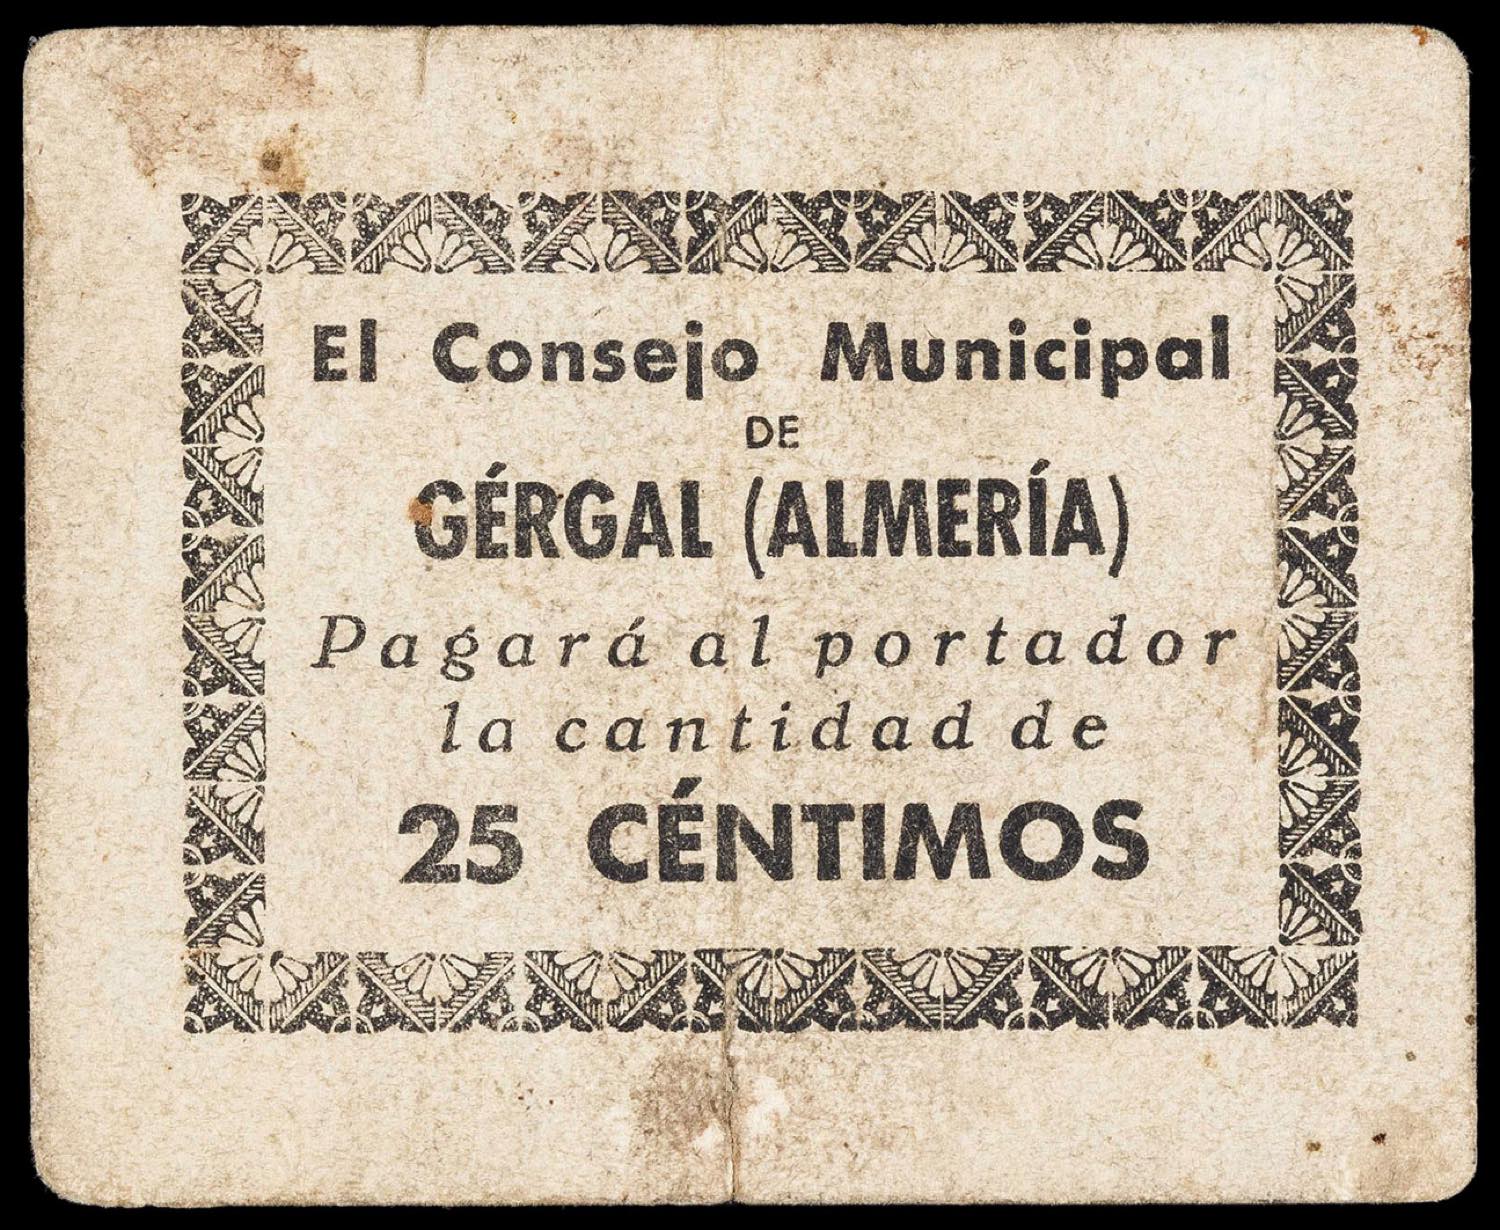 El Consejo Municipal
DE
GÉRGAL (ALMERÍA)
Pagará al portador
la cantidad de
25 CÉNTIMOS